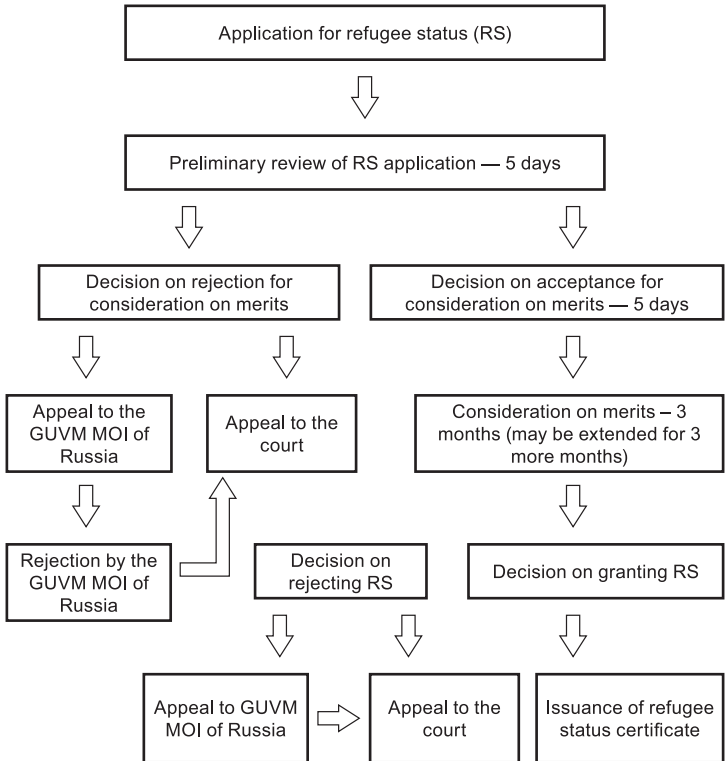 Application for refugee status (RS)
Preliminary review of RS application — 5 days
Decision on rejection for
consideration on merits
Decision on acceptance for
consideration on merits — 5 days
Appeal to the
GUVM MOI of
Russia
Appeal to the
court
Consideration on merits – 3
months (may be extended for 3
more months)
Rejection by the
GUVM MOI of
Russia
Decision on
rejecting RS
Decision on granting RS
Appeal to GUVM
MOI of Russia
Appeal to the
court
Issuance of refugee
status certificate